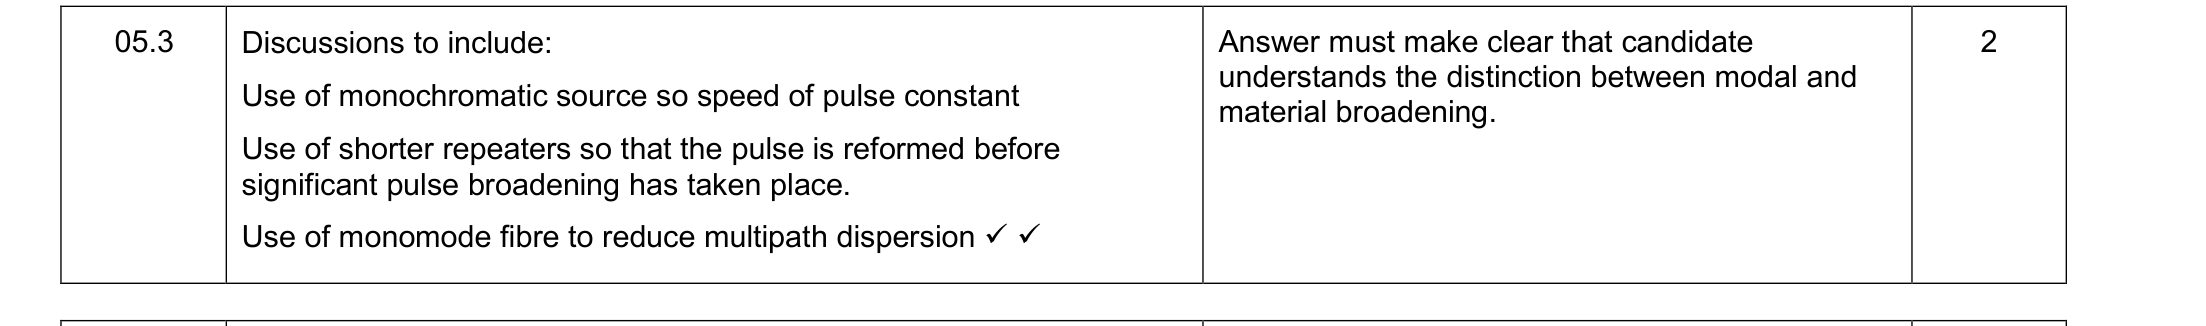 05.3
Discussions to include:
Use of monochromatic source so speed of pulse constant
Use of shorter repeaters so that the pulse is reformed before
significant pulse broadening has taken place.
Use of monomode fibre to reduce multipath dispersion ✓ ✓
Answer must make clear that candidate
understands the distinction between modal and
material broadening.
2